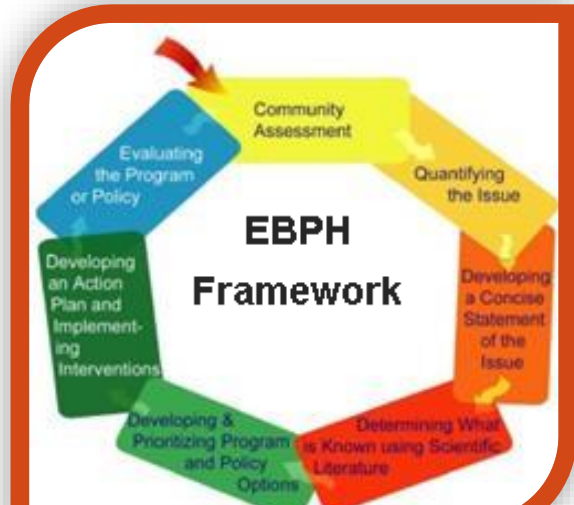 Community
Assessment
Quantifying
the Issue
Developing
a Concise
Statement
of the
Issue
Determining What
is Known using Scientific
Literature
Developing &
Prioritizing Program
and Policy
Options
Developing
an Action
Plan and
Implement-
ing
Interventions
Evaluating
the Program
or Policy
EBPH
Framework